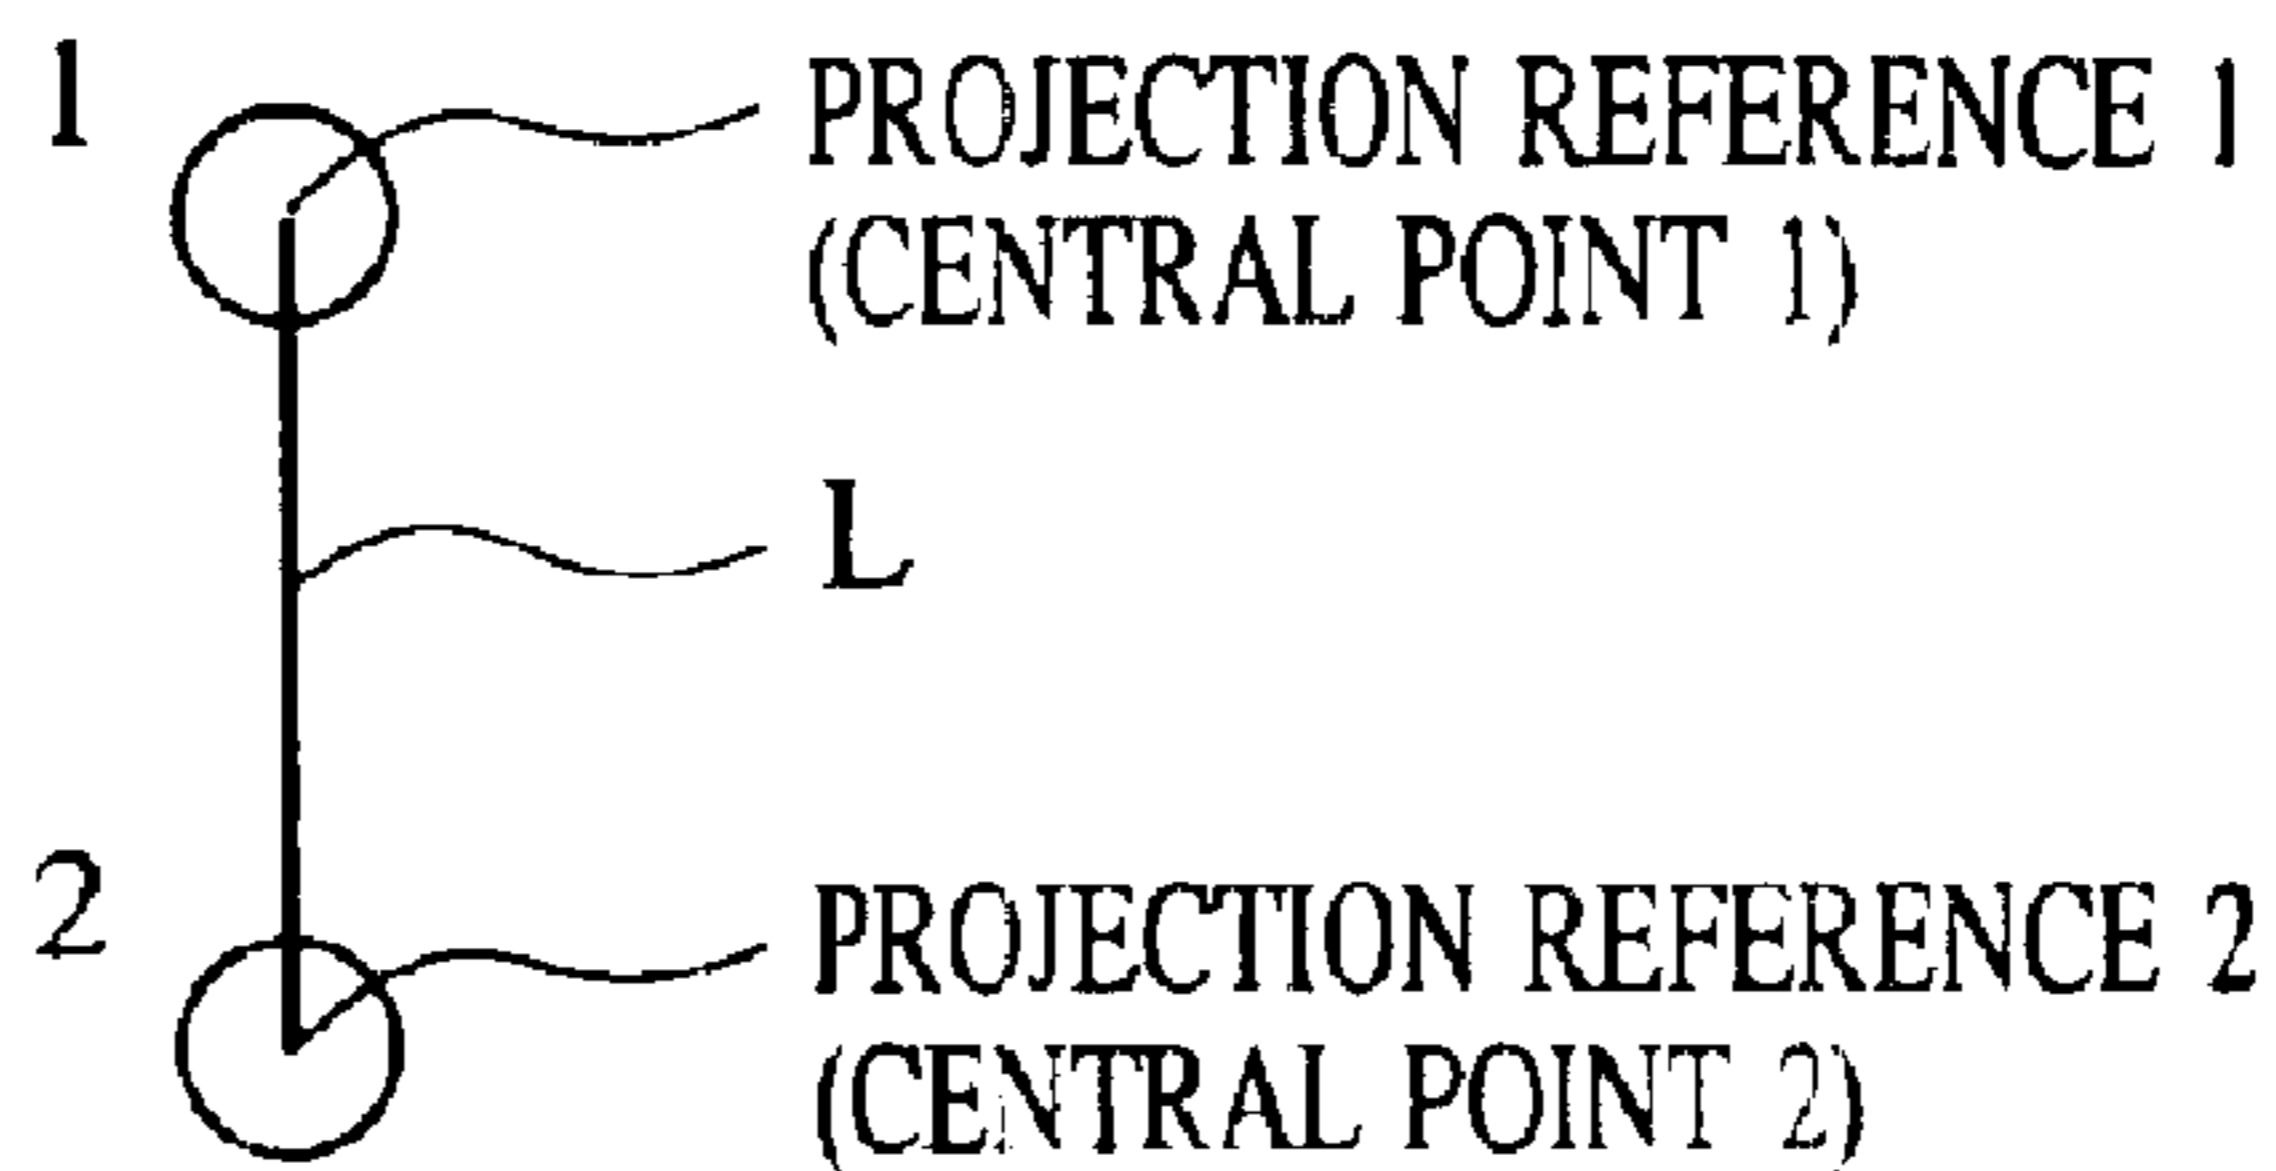 1
PROJECTION REFERENCE 1
(CENTRAL POINT 1)
L
2
PROJECTION REFERENCE 2
(CENTRAL POINT 2)